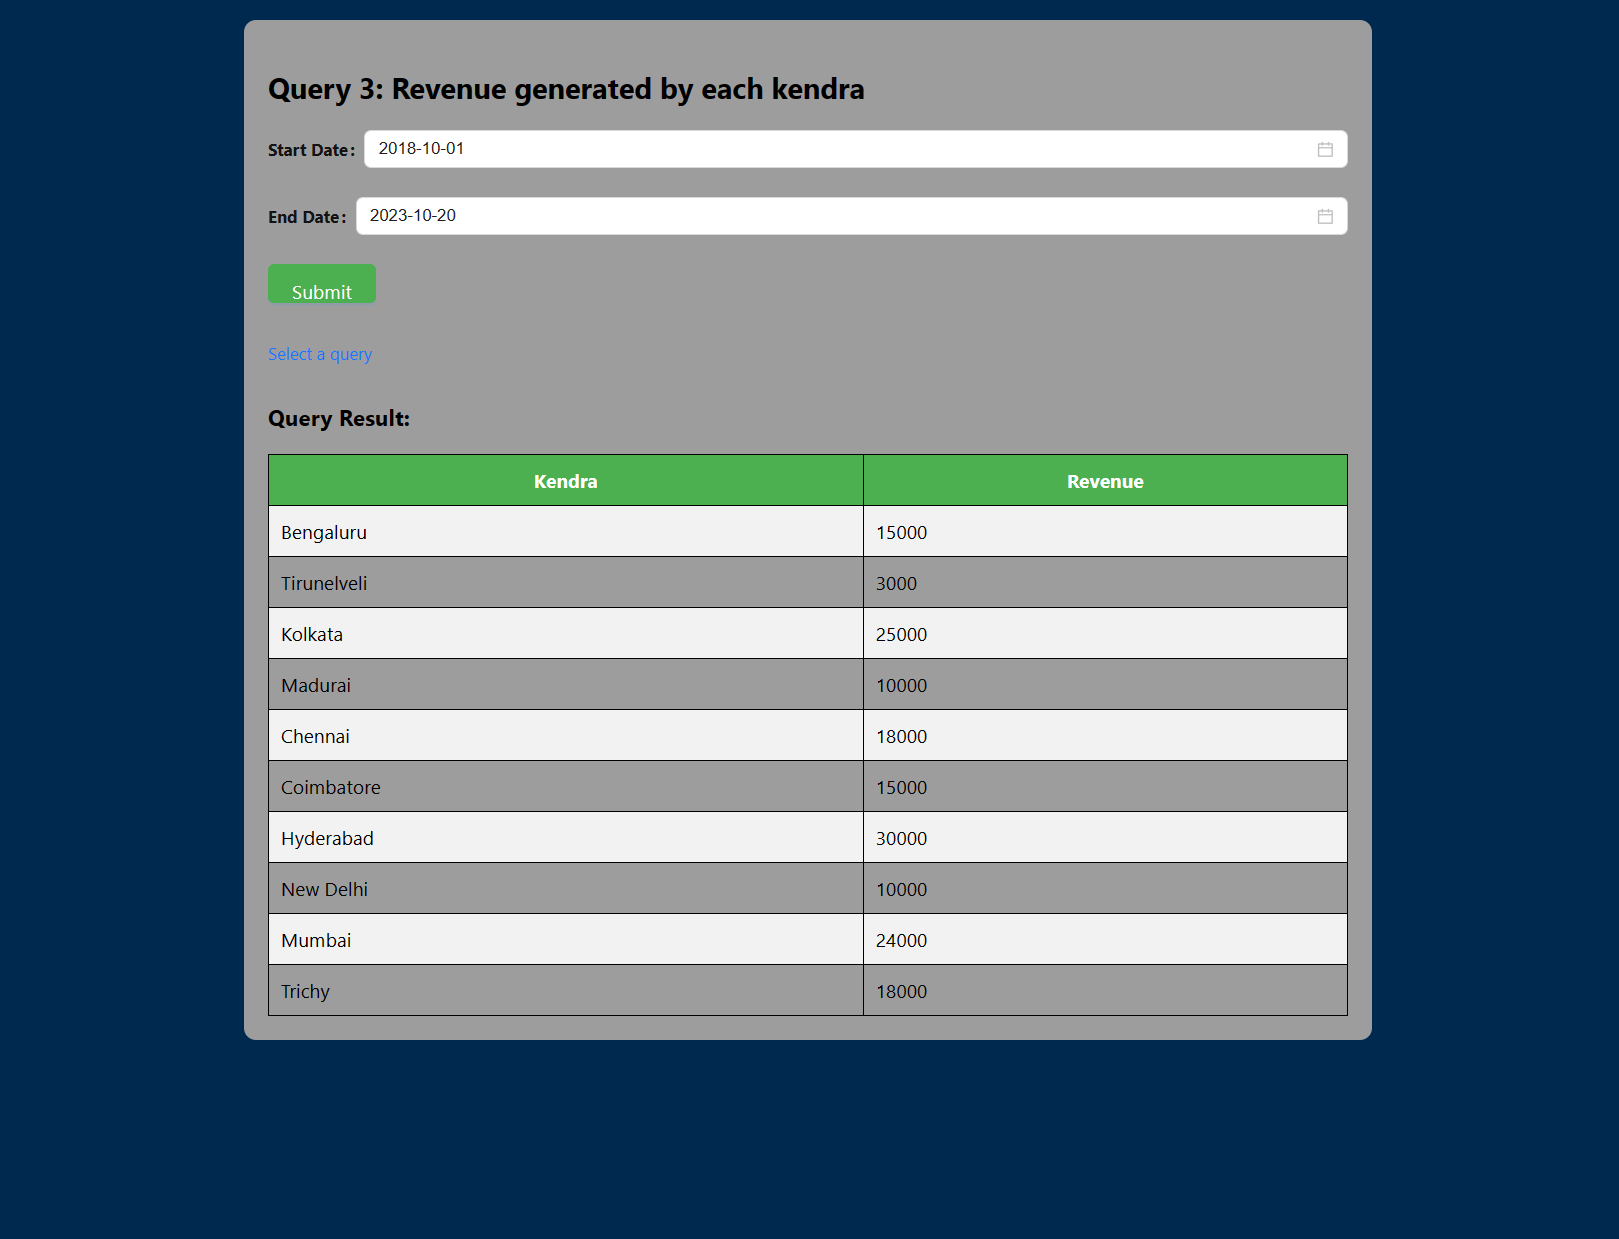 Query 3: Revenue generated by each kendra
Start Date: 2018-10-01
End Date: 2023-10-20
Submit
Select a query
Query Result:
Kendra Revenue
Bengaluru 15000
Tirunelveli 3000
Kolkata 25000
Madurai 10000
Chennai 18000
Coimbatore 15000
Hyderabad 30000
New Delhi 10000
Mumbai 24000
Trichy 18000